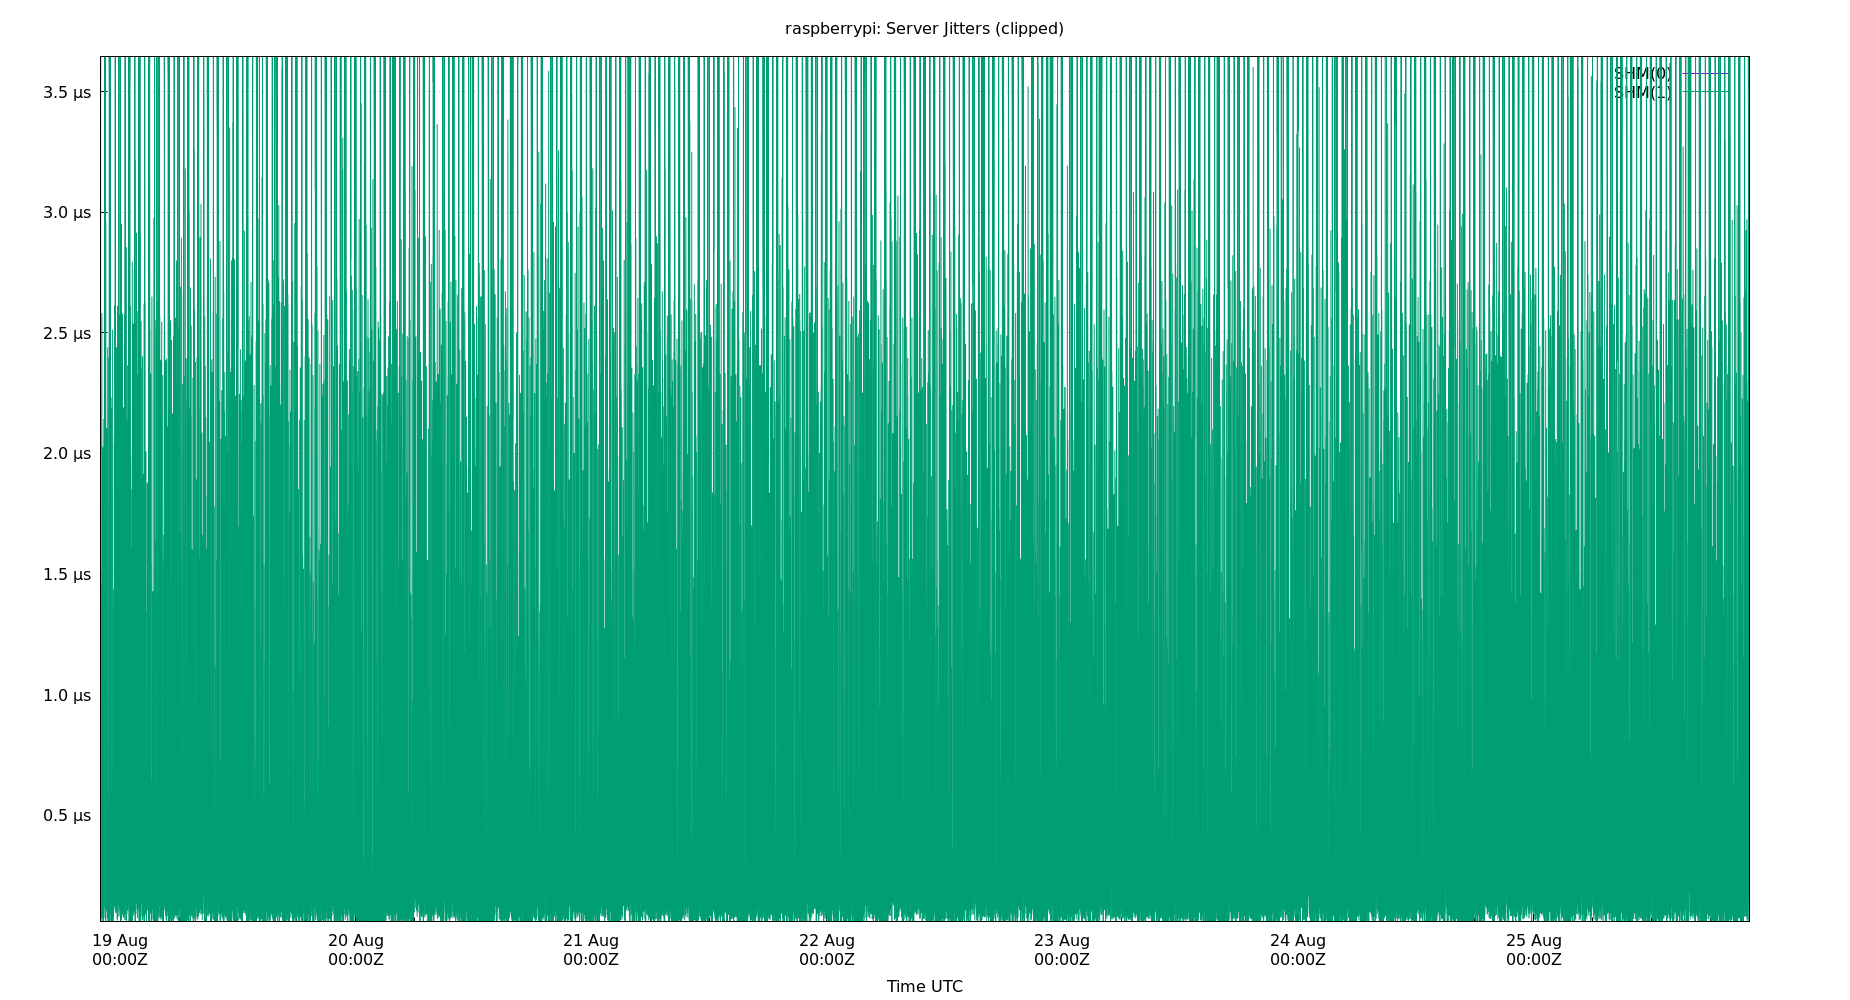 raspberrypi: Server Jitters (clipped)
SHM(0)
SHM(1)
3.5 µs
3.0 µs
2.5 µs
2.0 µs
1.5 µs
1.0 µs
0.5 µs
19 Aug 20 Aug 21 Aug 22 Aug 23 Aug 24 Aug 25 Aug
00:00Z 00:00Z 00:00Z 00:00Z 00:00Z 00:00Z 00:00Z
Time UTC